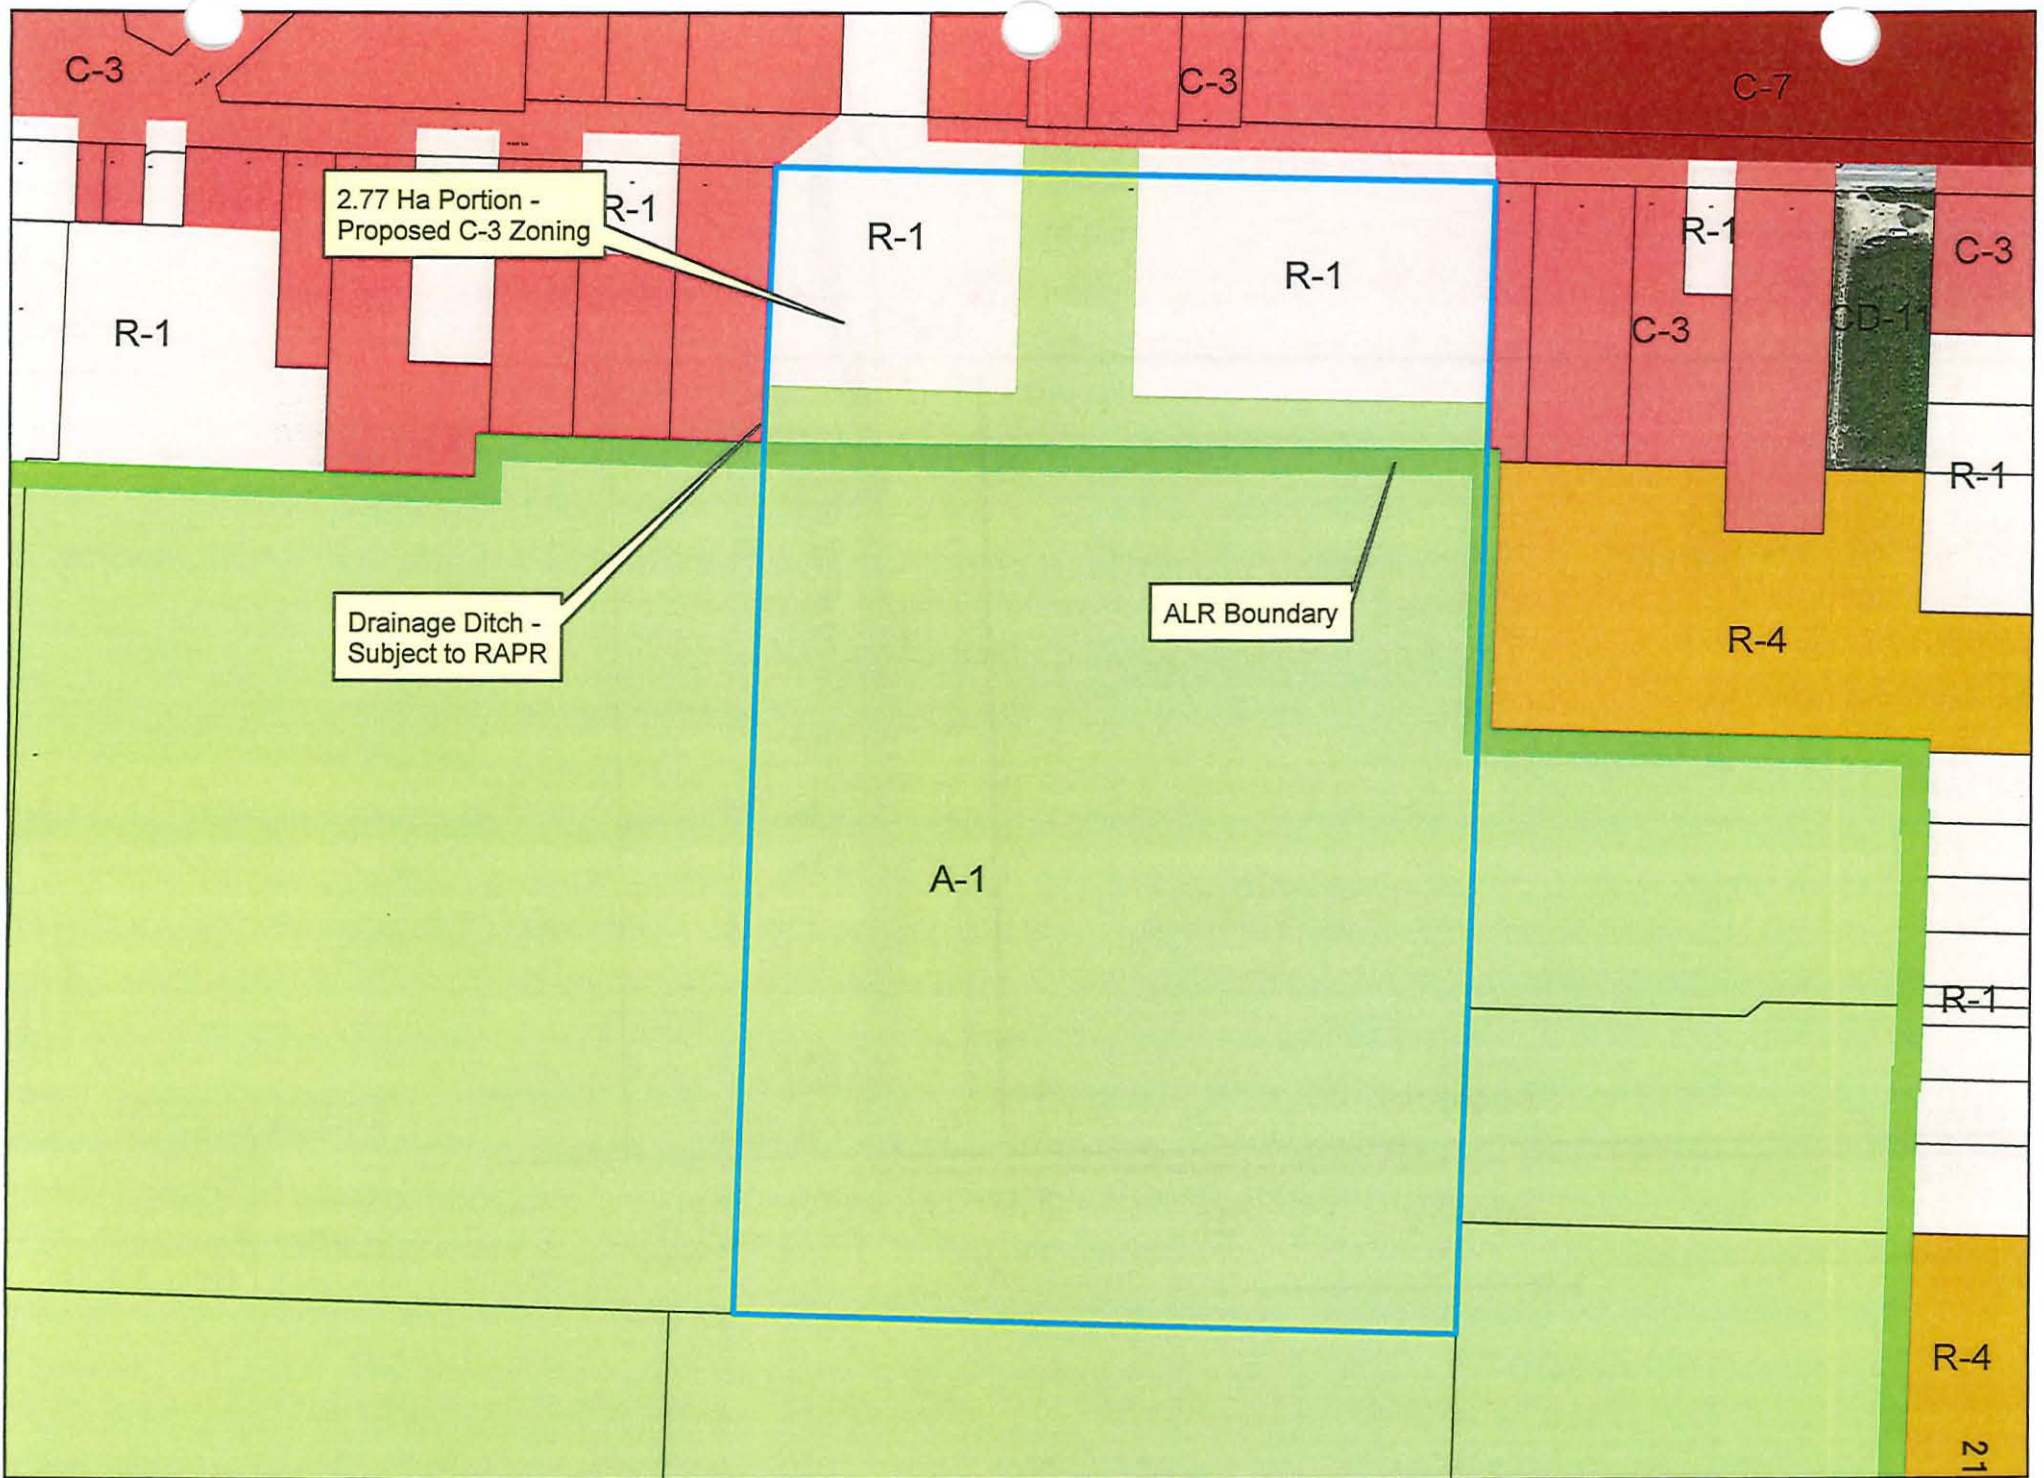 C-3
C-3
C-7
2.77 Ha Portion -
Proposed C-3 Zoning
R-1
R-1
R-1
R-1
C-3
R-1
R-1
C-3
CD-11
R-1
Drainage Ditch -
Subject to RAPR
ALR Boundary
R-4
A-1
R-1
R-4
21